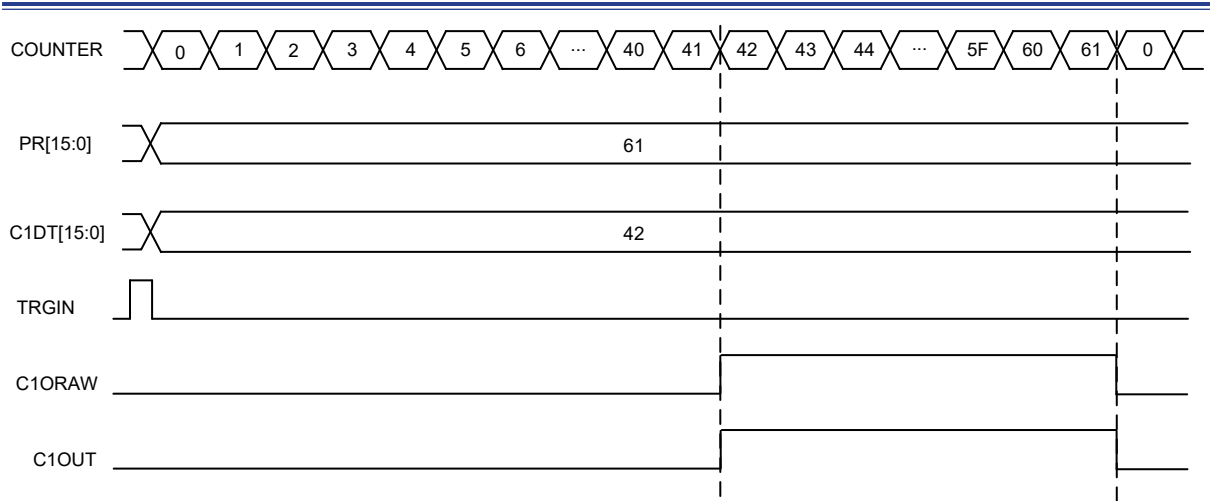 COUNTER 0 1 2 3 4 5 6 ... 40 41 42 43 44 ... 5F 60 61 0
PR[15:0] 61
C1DT[15:0] 42
TRGIN
C1ORAW
C1OUT